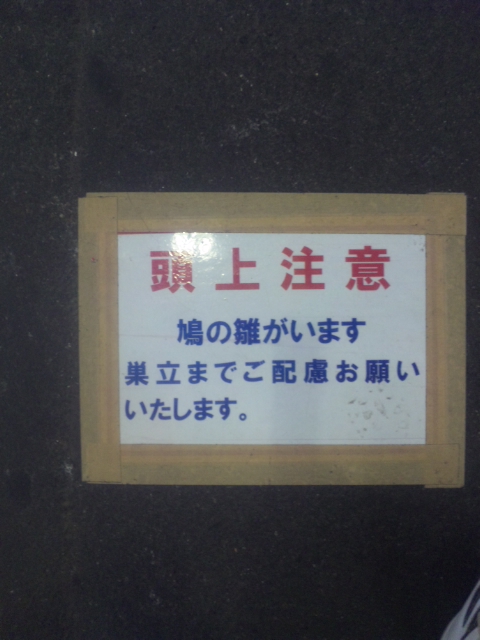 頭上注意
鳩の雛がいます
巣立までご配慮お願い
いたします。